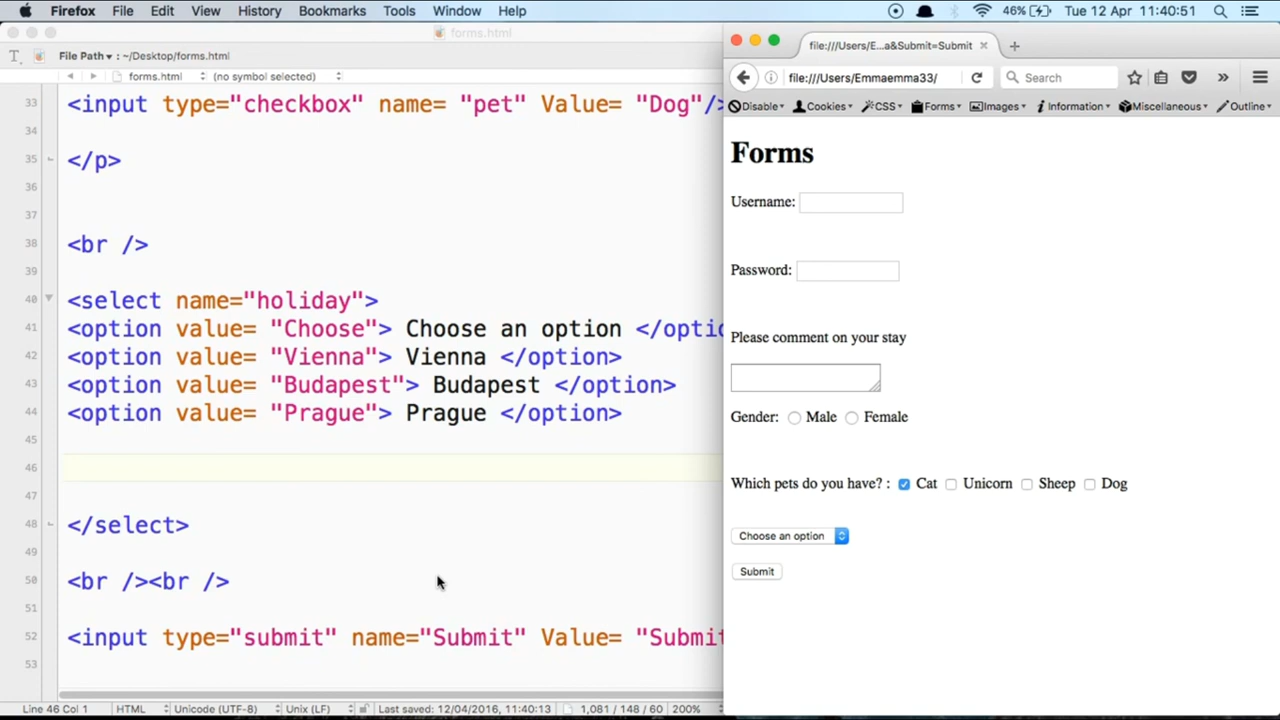 Firefox File Edit View History Bookmarks Tools Window Help 46% Tue 12 Apr 11:40:51
forms.html
File Path : ~/Desktop/forms.html
forms.html (no symbol selected)
33 <input type="checkbox" name= "pet" Value= "Dog"/>
34
35 </p>
36
37
38 <br />
39
40 <select name="holiday">
41 <option value= "Choose"> Choose an option </optio
42 <option value= "Vienna"> Vienna </option>
43 <option value= "Budapest"> Budapest </option>
44 <option value= "Prague"> Prague </option>
45
46
47
48 </select>
49
50 <br /><br />
51
52 <input type="submit" name="Submit" Value= "Submit
53
Line 46 Col 1 HTML Unicode (UTF-8) Unix (LF) Last saved: 12/04/2016, 11:40:13 1,081 / 148 / 60 200%
file:///Users/E...a&Submit=Submit
file:///Users/Emmaemma33/ Search
Disable Cookies CSS Forms Images Information Miscellaneous Outline
Forms
Username:
Password:
Please comment on your stay
Gender: Male Female
Which pets do you have? : Cat Unicorn Sheep Dog
Choose an option
Submit